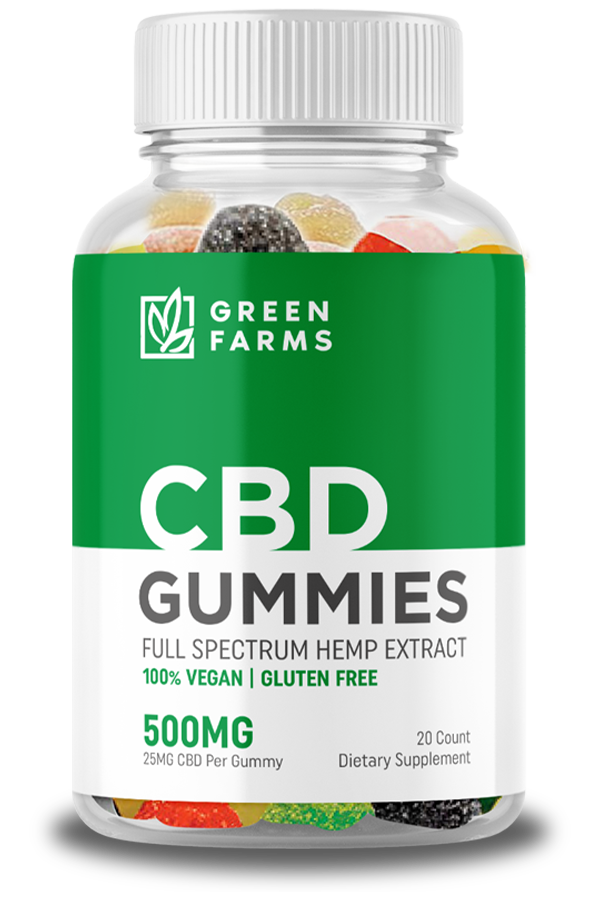 GREEN
FARMS
CBD
GUMMIES
FULL SPECTRUM HEMP EXTRACT
100% VEGAN | GLUTEN FREE
500MG
25MG CBD Per Gummy
20 Count
Dietary Supplement